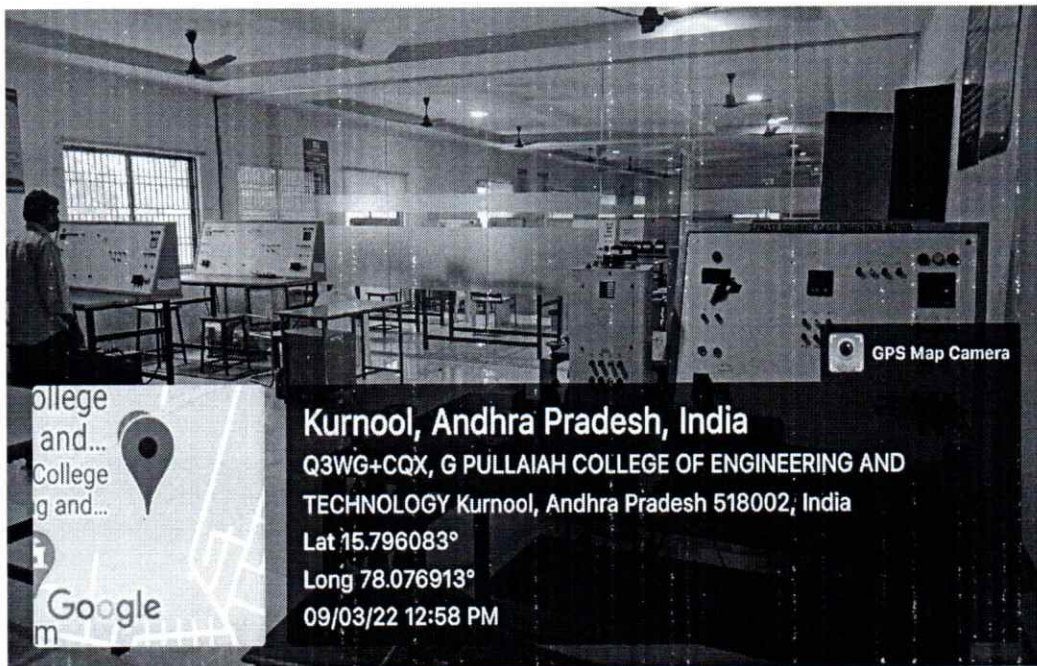 GPS Map Camera
ollege
and...
College
g and...
Google
m
Kurnool, Andhra Pradesh, India
Q3WG+CQX, G PULLAIAH COLLEGE OF ENGINEERING AND
TECHNOLOGY Kurnool, Andhra Pradesh 518002, India
Lat 15.796083°
Long 78.076913°
09/03/22 12:58 PM